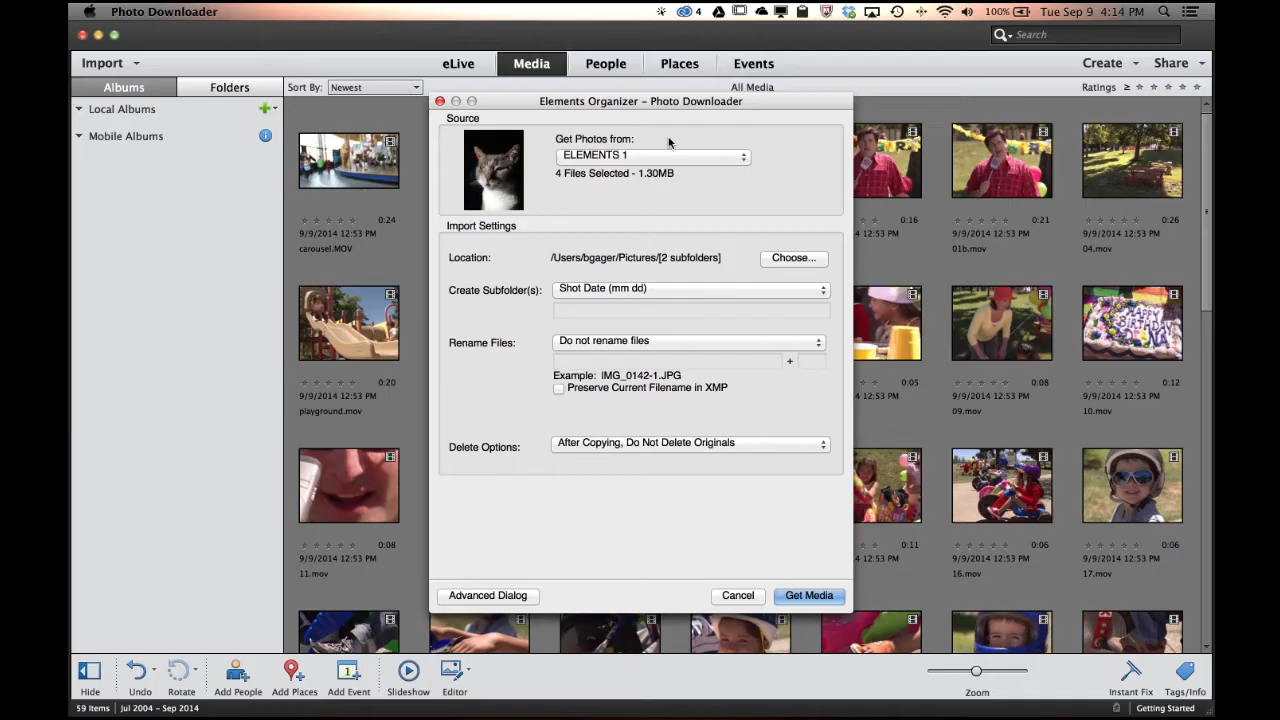 Photo Downloader
4
100%
Tue Sep 9 4:14 PM
Search
Import
eLive
Media
People
Places
Events
Create
Share
Albums
Folders
Sort By:
Newest
All Media
Ratings ≥
Local Albums
Mobile Albums
Elements Organizer - Photo Downloader
Source
Get Photos from:
ELEMENTS 1
4 Files Selected - 1.30MB
Import Settings
Location:
/Users/bgager/Pictures/[2 subfolders]
Choose...
Create Subfolder(s):
Shot Date (mm dd)
Rename Files:
Do not rename files
+
Example: IMG_0142-1.JPG
Preserve Current Filename in XMP
Delete Options:
After Copying, Do Not Delete Originals
Advanced Dialog
Cancel
Get Media
0:24
9/9/2014 12:53 PM
carousel.MOV
0:16
12:53 PM
0:21
9/9/2014 12:53 PM
01b.mov
0:26
9/9/2014 12:53 PM
04.mov
0:20
9/9/2014 12:53 PM
playground.mov
0:05
12:53 PM
0:08
9/9/2014 12:53 PM
09.mov
0:12
9/9/2014 12:53 PM
10.mov
HAPPY
BIRTHDAY
DANA
0:08
9/9/2014 12:53 PM
11.mov
0:11
12:53 PM
0:06
9/9/2014 12:53 PM
16.mov
0:06
9/9/2014 12:53 PM
17.mov
Hide
Undo
Rotate
Add People
Add Places
1
Add Event
Slideshow
Editor
Zoom
Instant Fix
Tags/Info
59 Items
Jul 2004 - Sep 2014
Getting Started